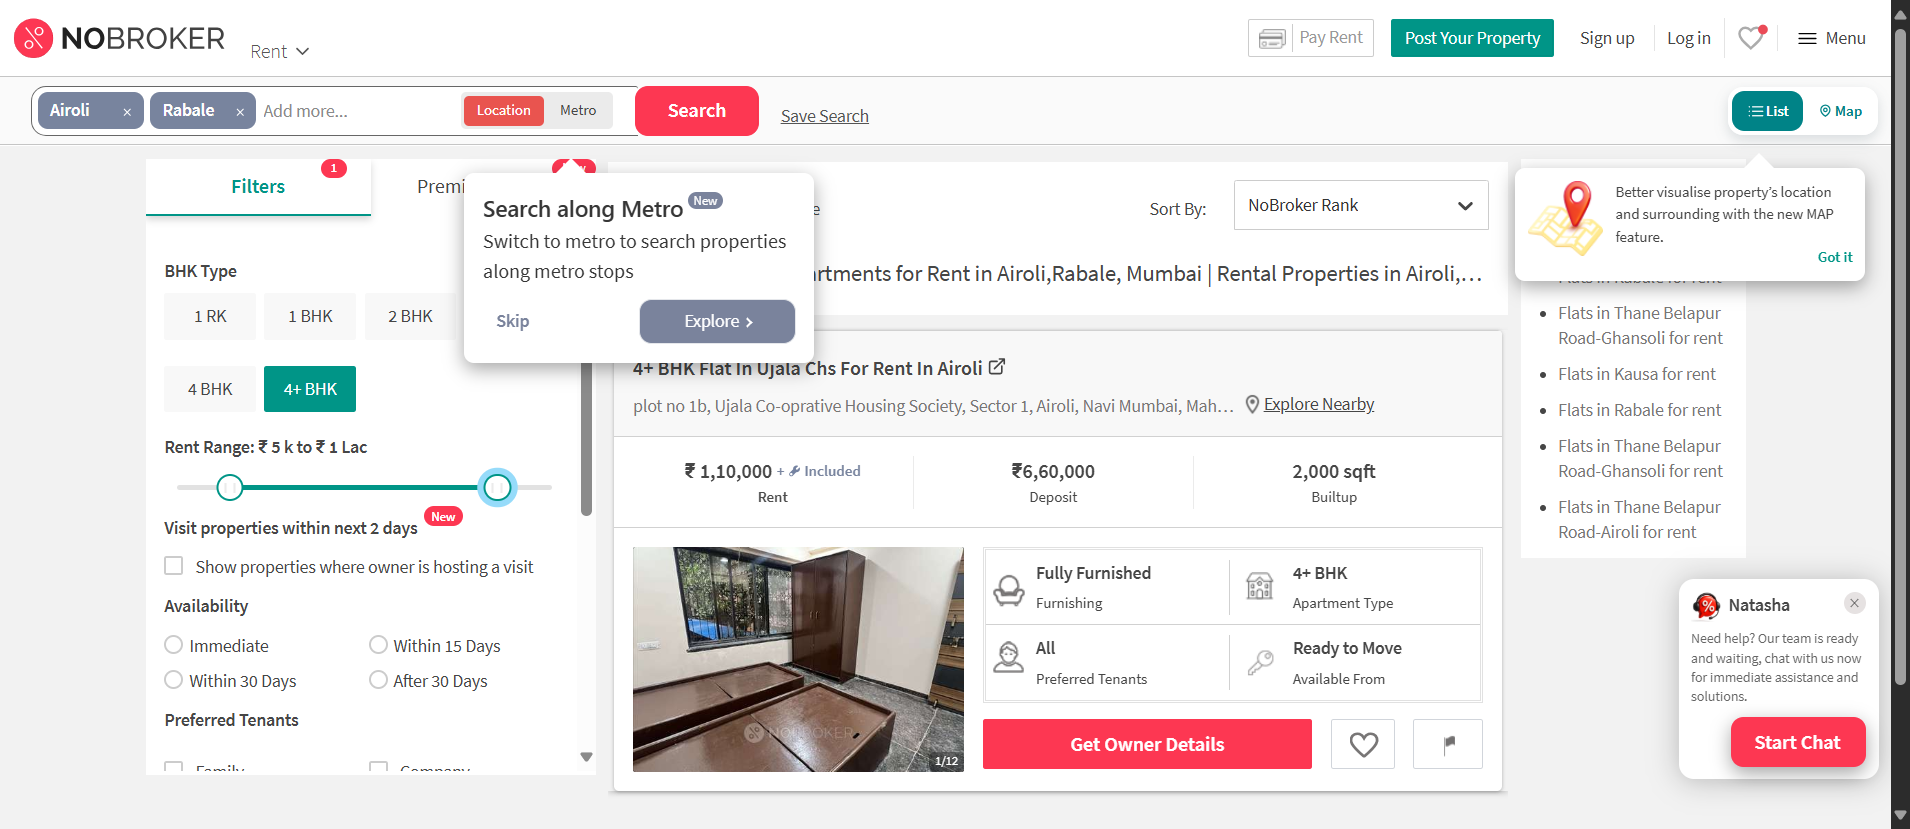 NOBROKER
Rent
Pay Rent
Post Your Property
Sign up
Log in
Menu
Airoli ×
Rabale ×
Add more...
Location
Metro
Search
Save Search
List
Map
Filters
1
Premi
Search along Metro New
Switch to metro to search properties
along metro stops
Skip
Explore >
Sort By:
NoBroker Rank
rtments for Rent in Airoli,Rabale, Mumbai | Rental Properties in Airoli,...
Better visualise property's location
and surrounding with the new MAP
feature.
Got it
BHK Type
1 RK
1 BHK
2 BHK
4 BHK
4+ BHK
Rent Range: ₹ 5 k to ₹ 1 Lac
Visit properties within next 2 days New
Show properties where owner is hosting a visit
Availability
Immediate
Within 15 Days
Within 30 Days
After 30 Days
Preferred Tenants
Family
Company
4+ BHK Flat In Ujala Chs For Rent In Airoli
plot no 1b, Ujala Co-oprative Housing Society, Sector 1, Airoli, Navi Mumbai, Mah...
Explore Nearby
₹ 1,10,000 + Included
Rent
₹6,60,000
Deposit
2,000 sqft
Builtup
NOBROKER
1/12
Fully Furnished
Furnishing
4+ BHK
Apartment Type
All
Preferred Tenants
Ready to Move
Available From
Get Owner Details
Flats in Rabale for rent
Flats in Thane Belapur
Road-Ghansoli for rent
Flats in Kausa for rent
Flats in Rabale for rent
Flats in Thane Belapur
Road-Ghansoli for rent
Flats in Thane Belapur
Road-Airoli for rent
Natasha
Need help? Our team is ready
and waiting, chat with us now
for immediate assistance and
solutions.
Start Chat